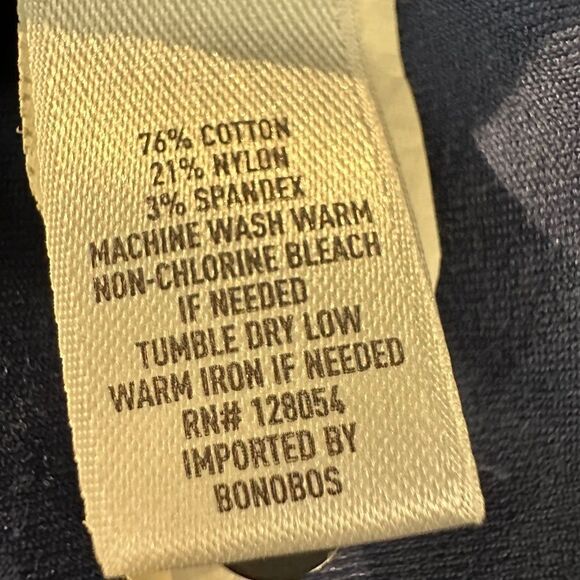 76% COTTON
21% NYLON
3% SPANDEX
MACHINE WASH WARM
NON-CHLORINE BLEACH
IF NEEDED
TUMBLE DRY LOW
WARM IRON IF NEEDED
RN# 128054
IMPORTED BY
BONOBOS